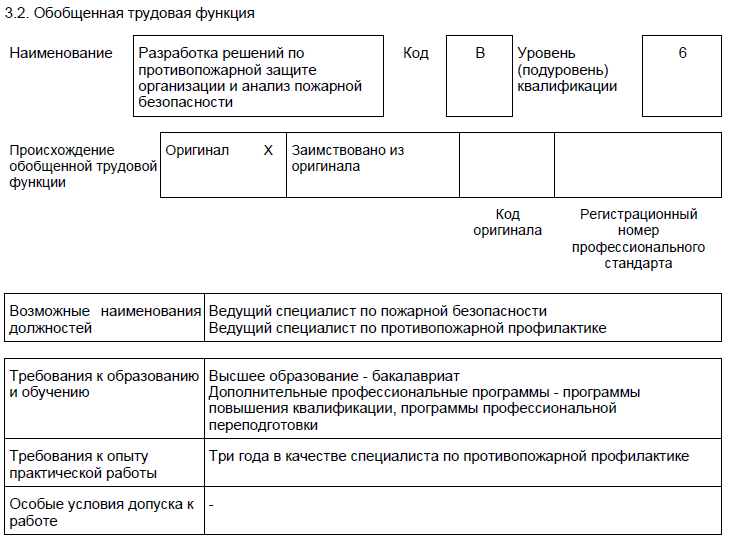 3.2. Обобщенная трудовая функция
Наименование
Разработка решений по
противопожарной защите
организации и анализ пожарной
безопасности
Код
B
Уровень
(подуровень)
квалификации
6
Происхождение
обобщенной трудовой
функции
Оригинал X
Заимствовано из
оригинала
Код
оригинала
Регистрационный
номер
профессионального
стандарта
Возможные наименования
должностей
Ведущий специалист по пожарной безопасности
Ведущий специалист по противопожарной профилактике
Требования к образованию
и обучению
Высшее образование - бакалавриат
Дополнительные профессиональные программы - программы
повышения квалификации, программы профессиональной
переподготовки
Требования к опыту
практической работы
Три года в качестве специалиста по противопожарной профилактике
Особые условия допуска к
работе
-